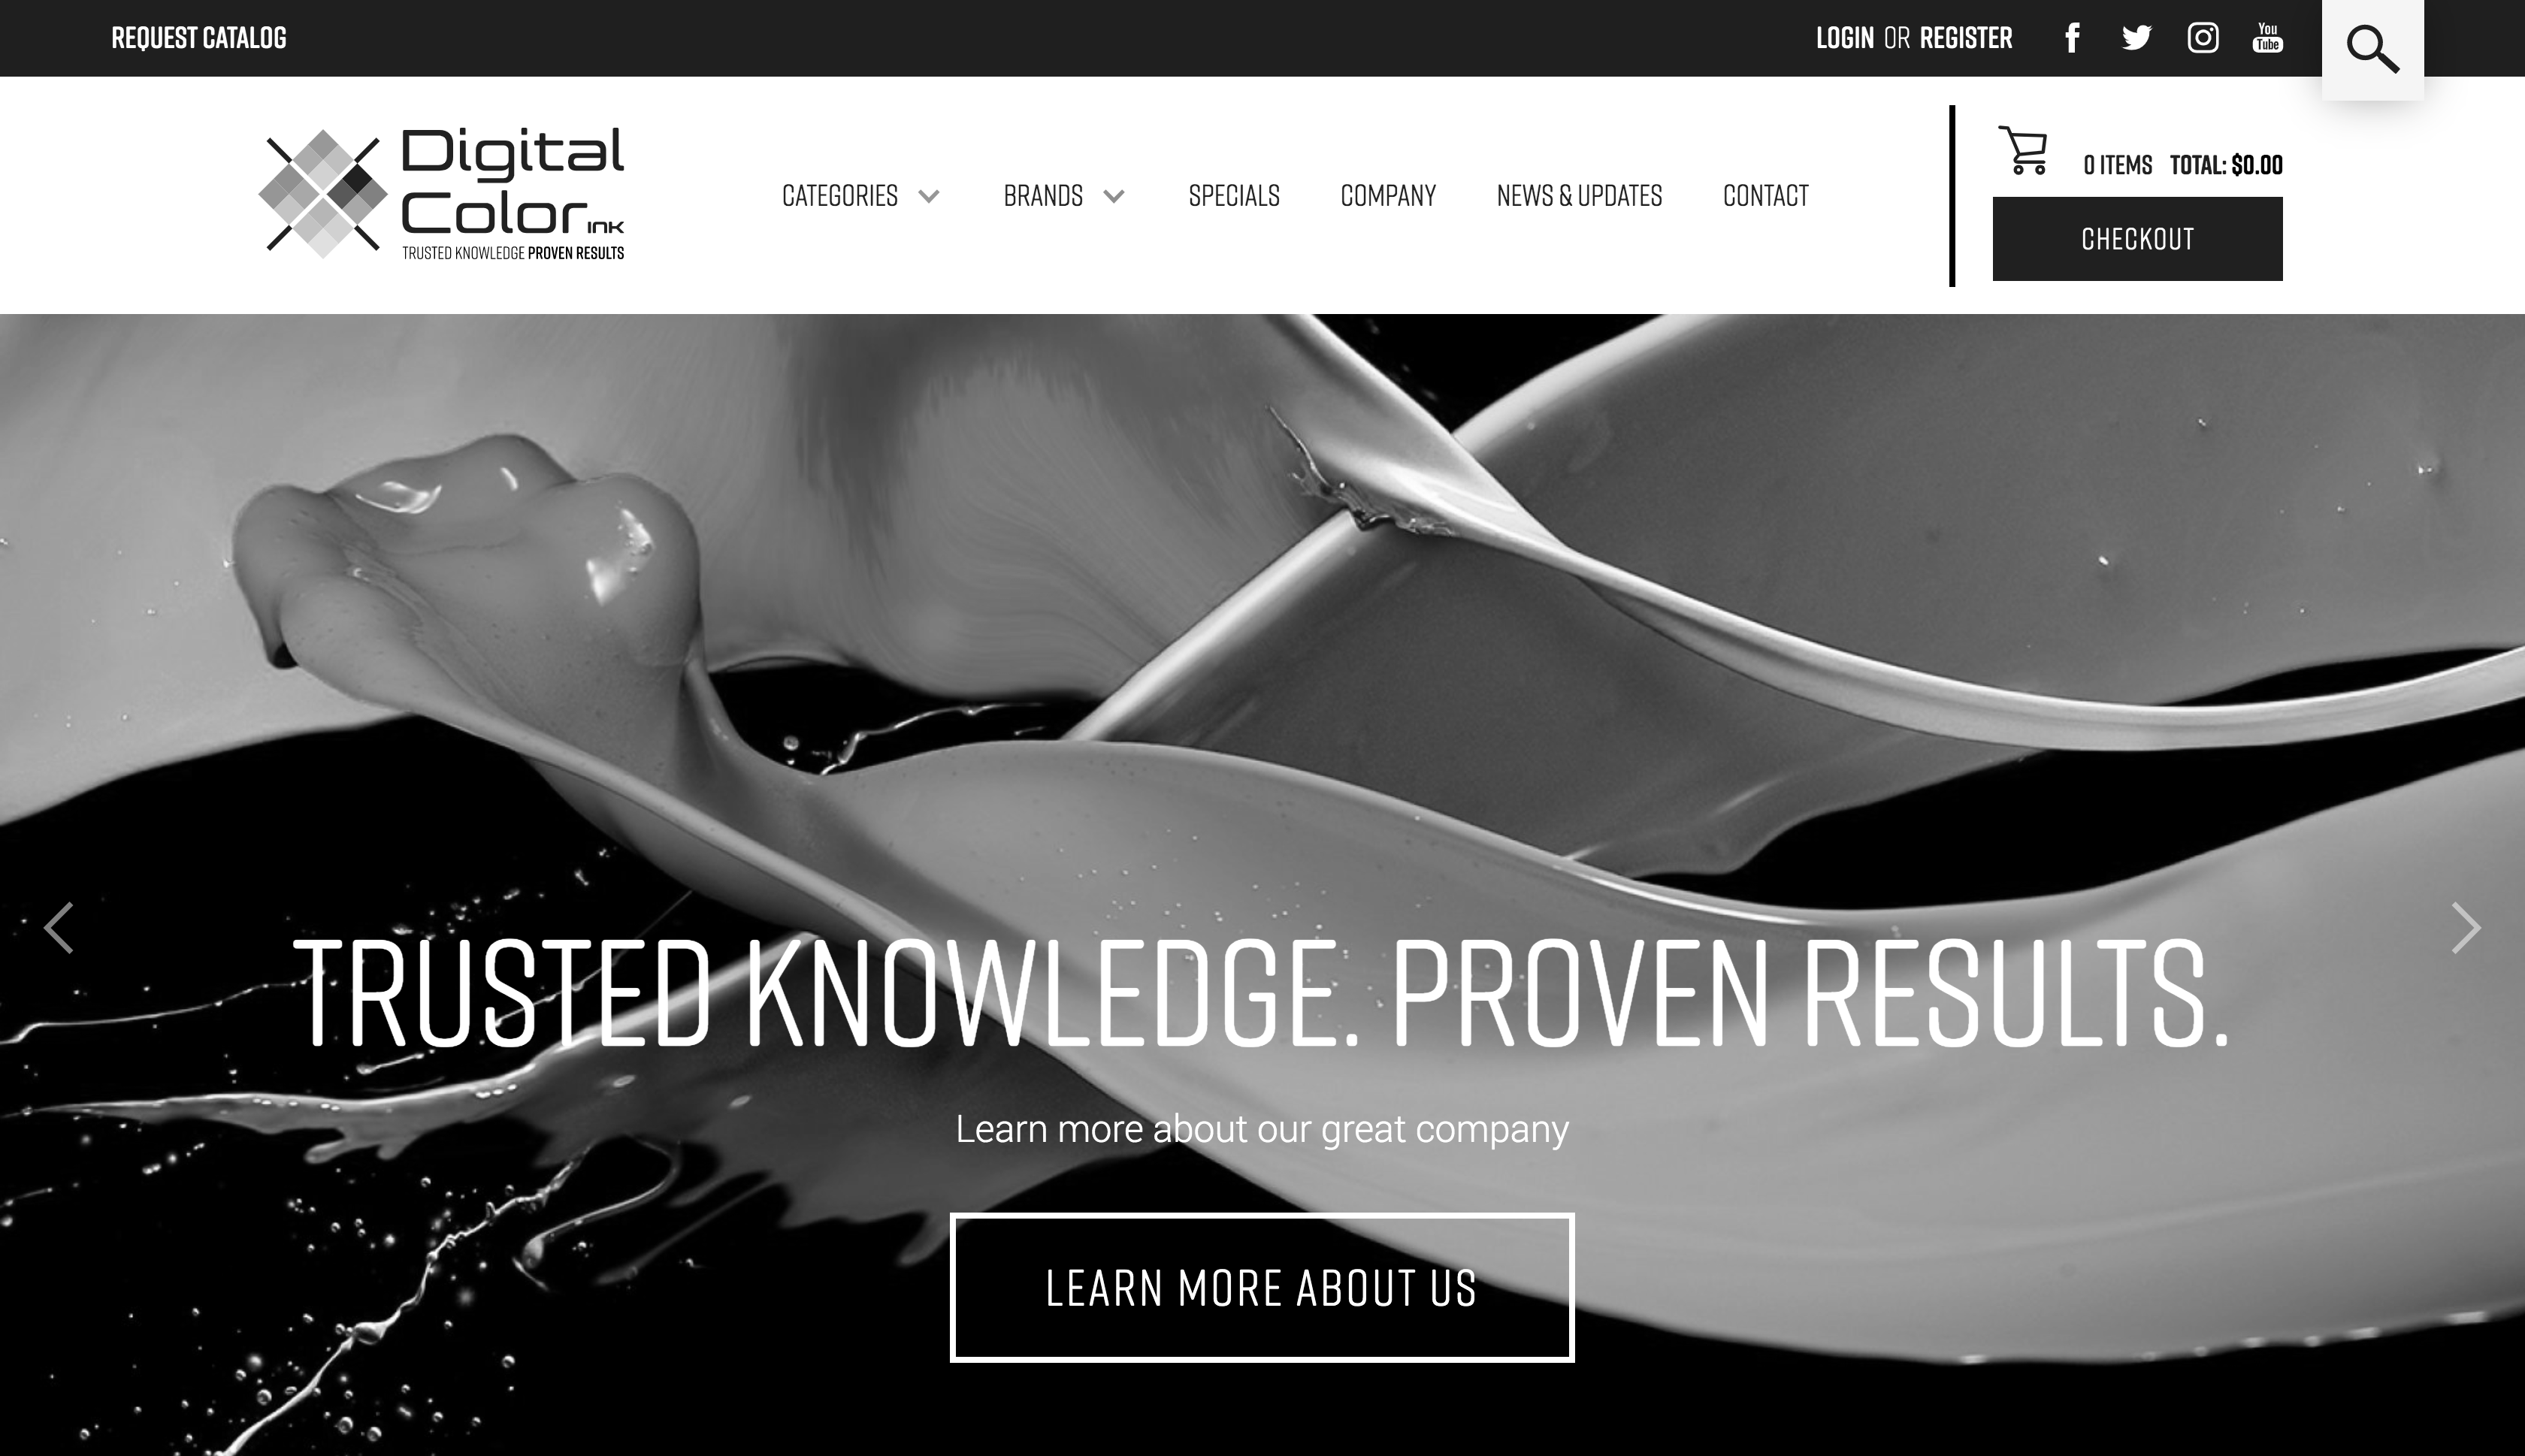 REQUEST CATALOG
LOGIN OR REGISTER
You
Tube
Digital
Color ink
TRUSTED KNOWLEDGE PROVEN RESULTS
CATEGORIES
BRANDS
SPECIALS
COMPANY
NEWS & UPDATES
CONTACT
0 ITEMS TOTAL: $0.00
CHECKOUT
TRUSTED KNOWLEDGE. PROVEN RESULTS.
Learn more about our great company
LEARN MORE ABOUT US